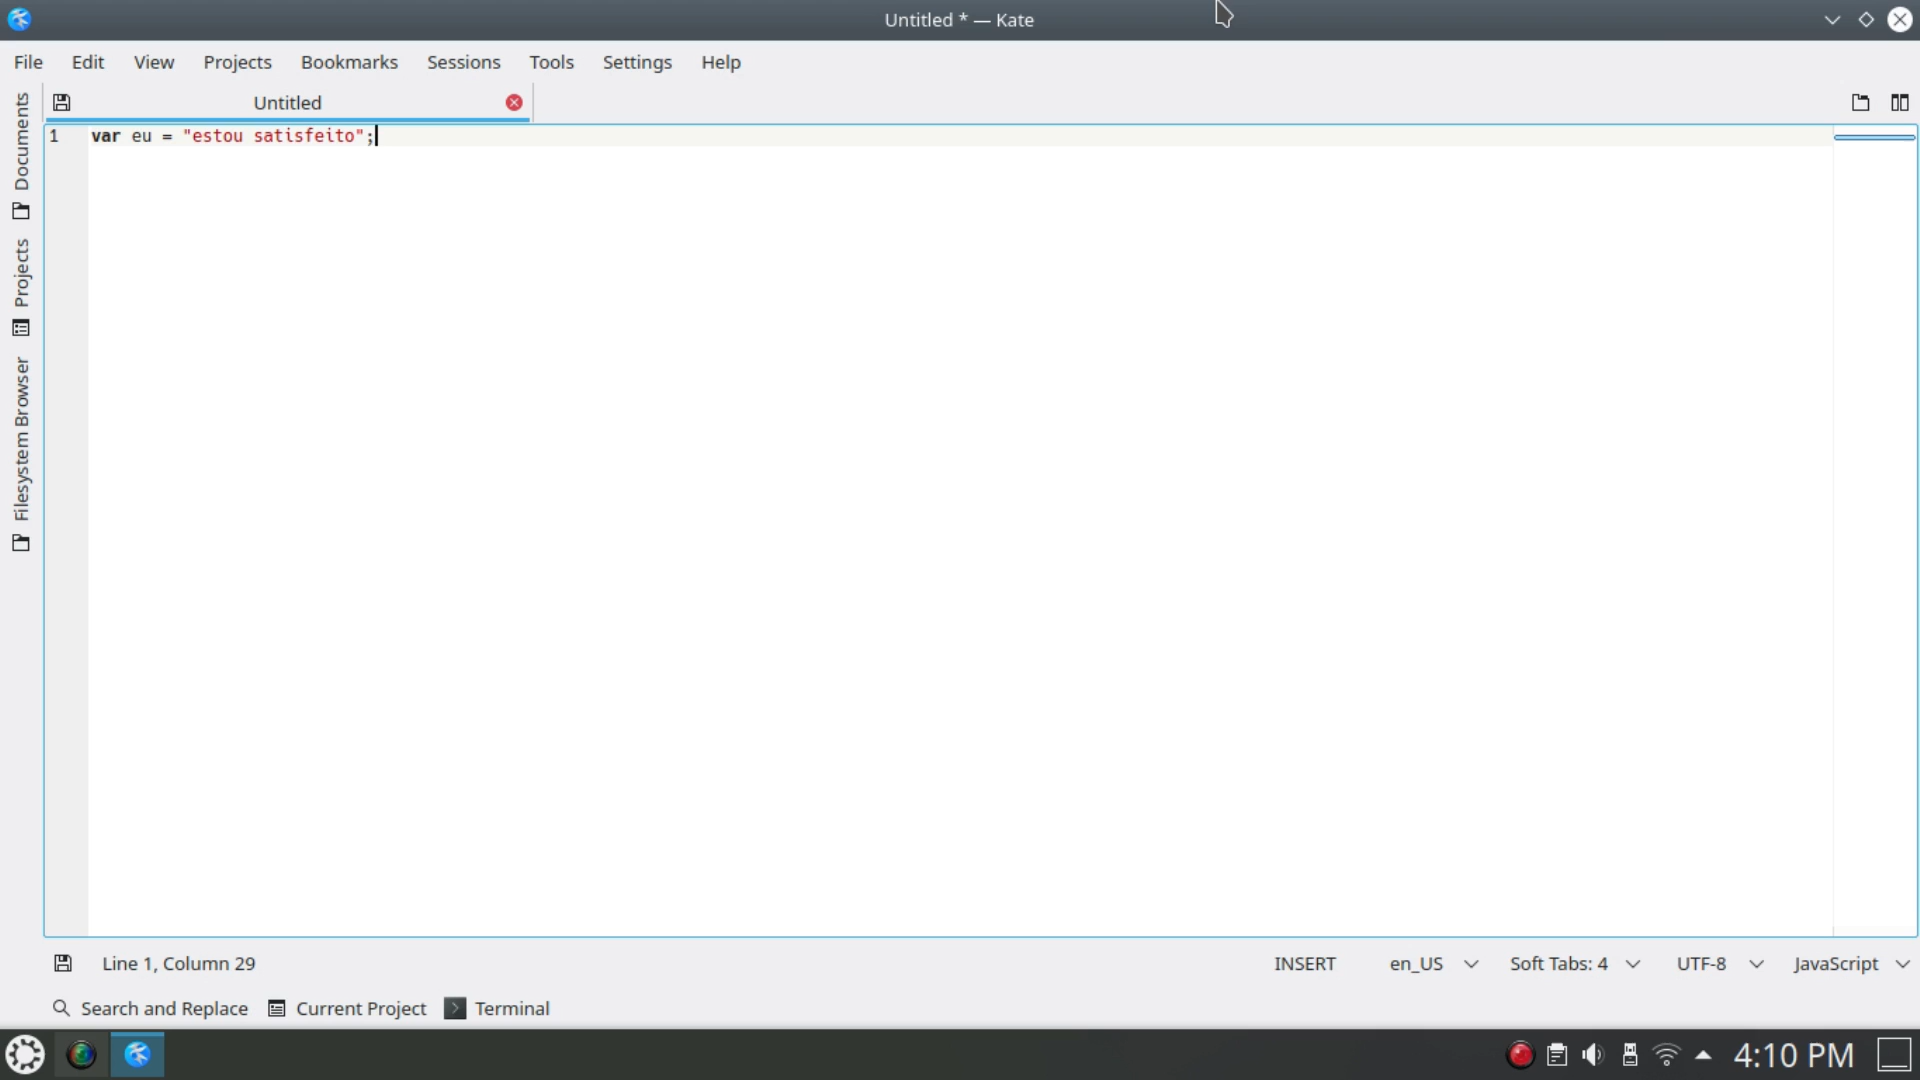 Untitled * — Kate
File Edit View Projects Bookmarks Sessions Tools Settings Help
Untitled
Documents
Projects
Filesystem Browser
1 var eu = "estou satisfeito";
Line 1, Column 29 INSERT en_US Soft Tabs: 4 UTF-8 JavaScript
Search and Replace Current Project Terminal
4:10 PM